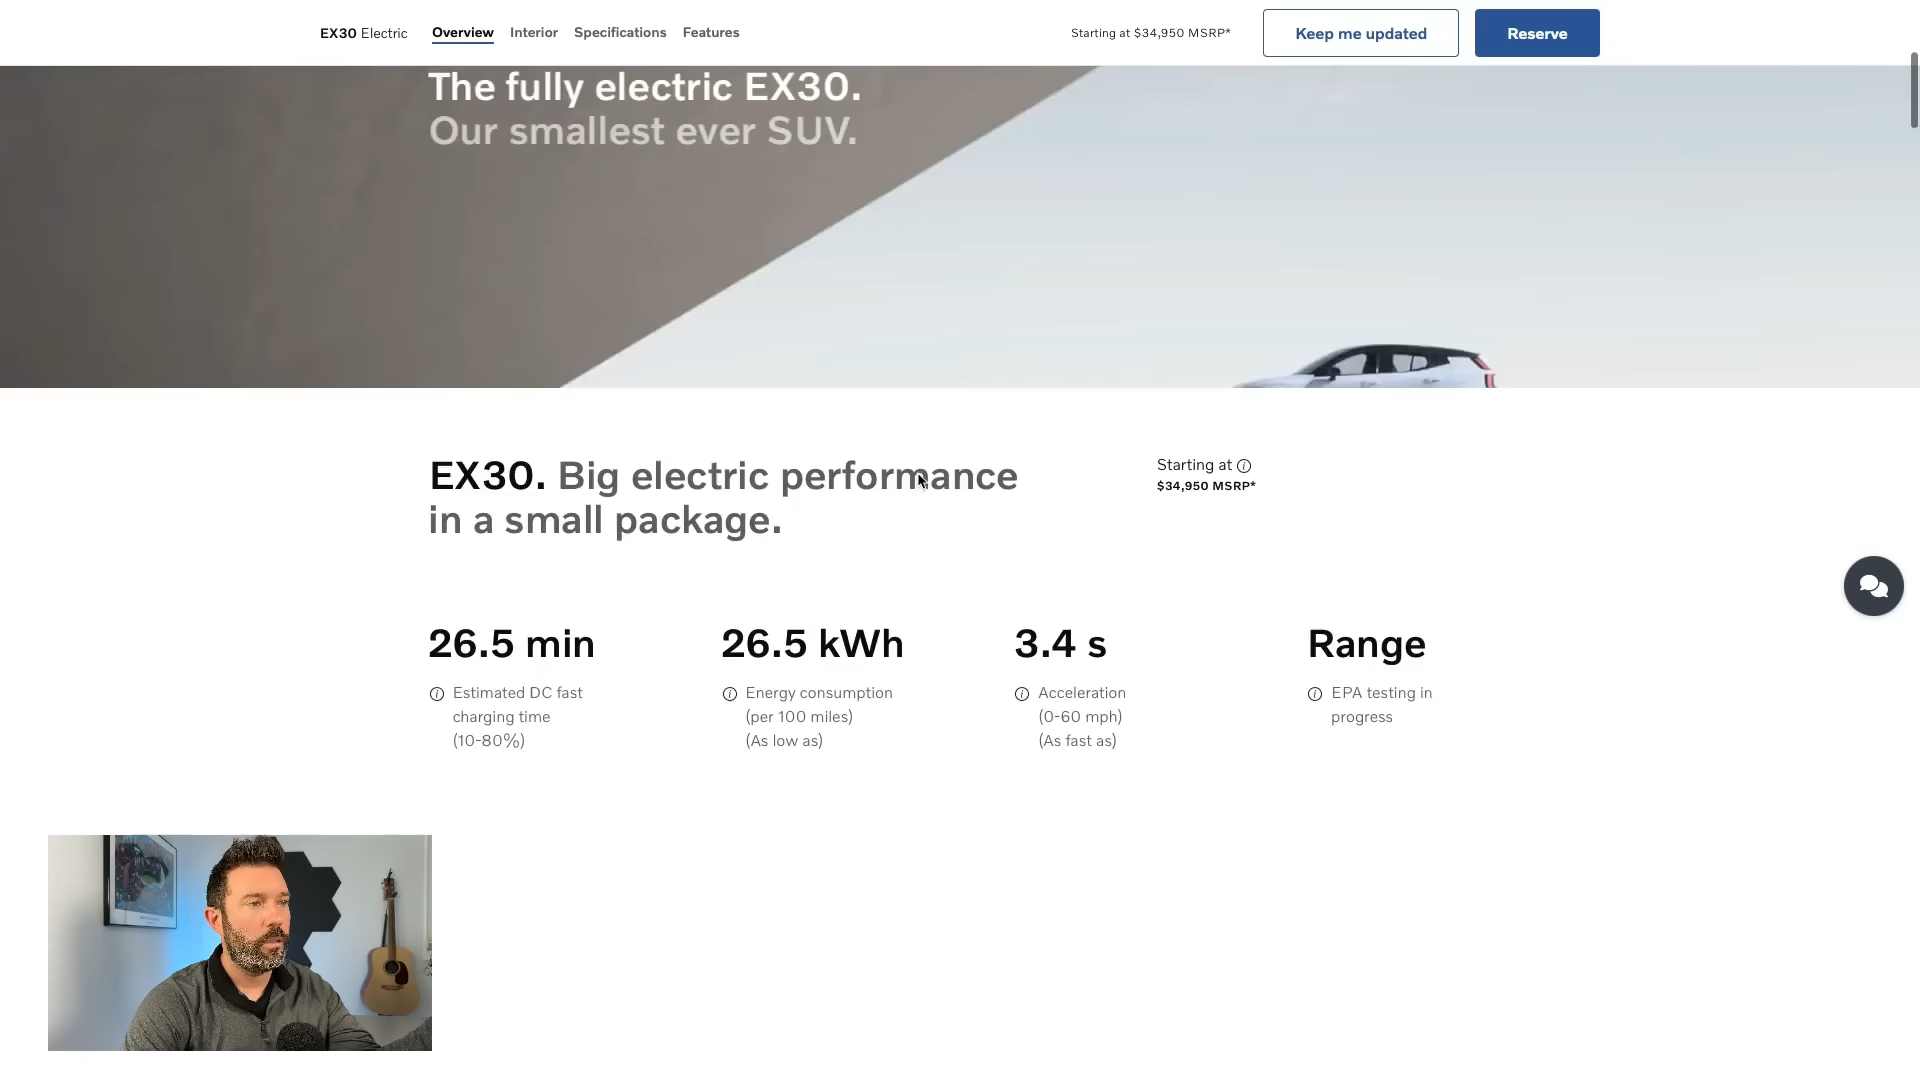 EX30 Electric
Overview
Interior
Specifications
Features
Starting at $34,950 MSRP*
Keep me updated
Reserve
The fully electric EX30.
Our smallest ever SUV.
EX30. Big electric performance
in a small package.
Starting at
$34,950 MSRP*
26.5 min
Estimated DC fast
charging time
(10-80%)
26.5 kWh
Energy consumption
(per 100 miles)
(As low as)
3.4 s
Acceleration
(0-60 mph)
(As fast as)
Range
EPA testing in
progress